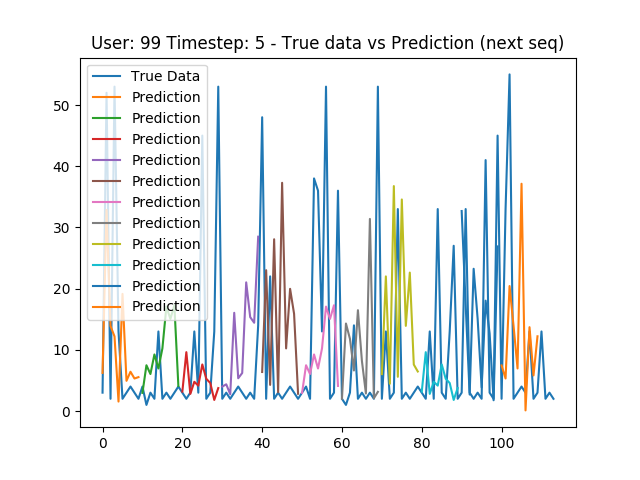 User: 99 Timestep: 5 - True data vs Prediction (next seq)
True Data
Prediction
Prediction
Prediction
Prediction
Prediction
Prediction
Prediction
Prediction
Prediction
Prediction
Prediction
50
40
30
20
10
0
0 20 40 60 80 100